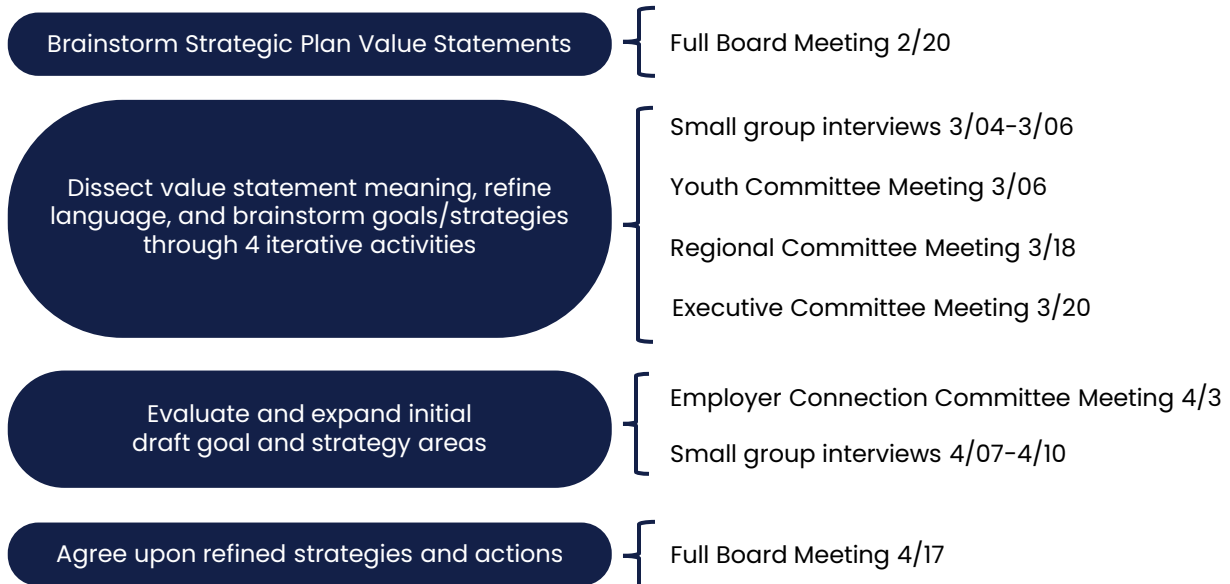 Brainstorm Strategic Plan Value Statements
Full Board Meeting 2/20
Dissect value statement meaning, refine
language, and brainstorm goals/strategies
through 4 iterative activities
Small group interviews 3/04-3/06
Youth Committee Meeting 3/06
Regional Committee Meeting 3/18
Executive Committee Meeting 3/20
Evaluate and expand initial
draft goal and strategy areas
Employer Connection Committee Meeting 4/3
Small group interviews 4/07-4/10
Agree upon refined strategies and actions
Full Board Meeting 4/17